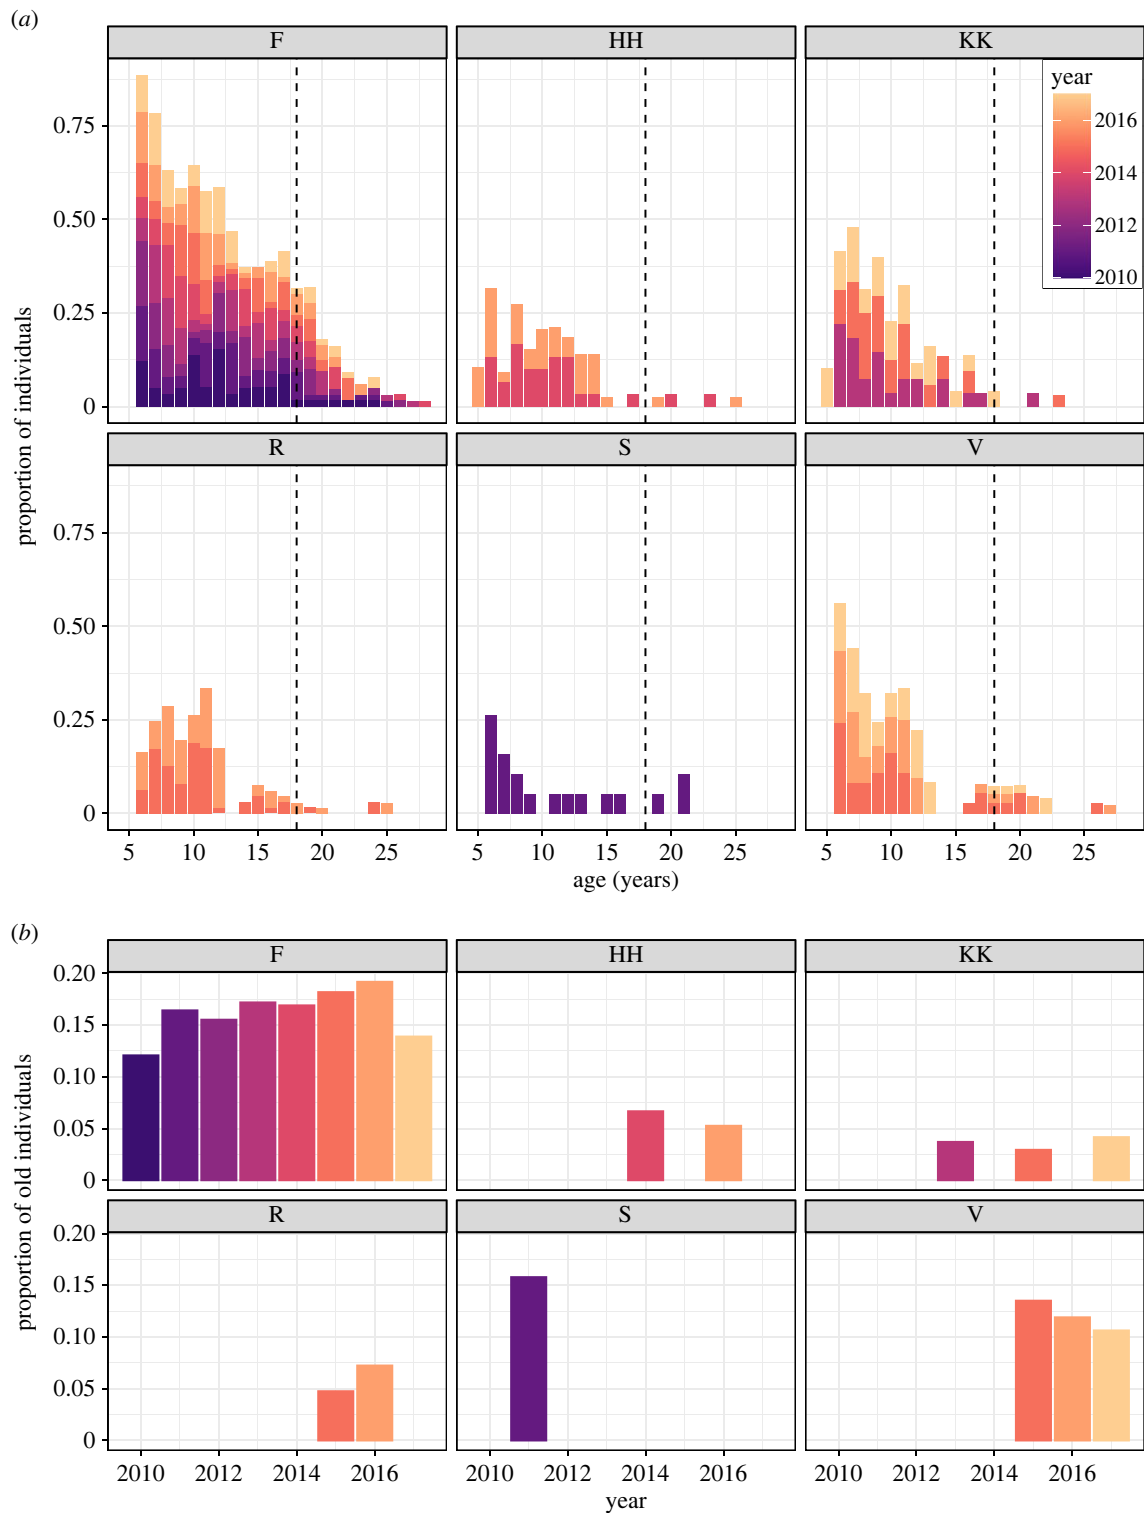 (a)
F
HH
KK
year
2016
2014
2012
2010
0.75
0.50
0.25
0
R
S
V
0.75
0.50
0.25
0
proportion of individuals
5 10 15 20 25
5 10 15 20 25
5 10 15 20 25
age (years)
(b)
F
HH
KK
0.20
0.15
0.10
0.05
0
R
S
V
0.20
0.15
0.10
0.05
0
proportion of old individuals
2010 2012 2014 2016
2010 2012 2014 2016
2010 2012 2014 2016
year